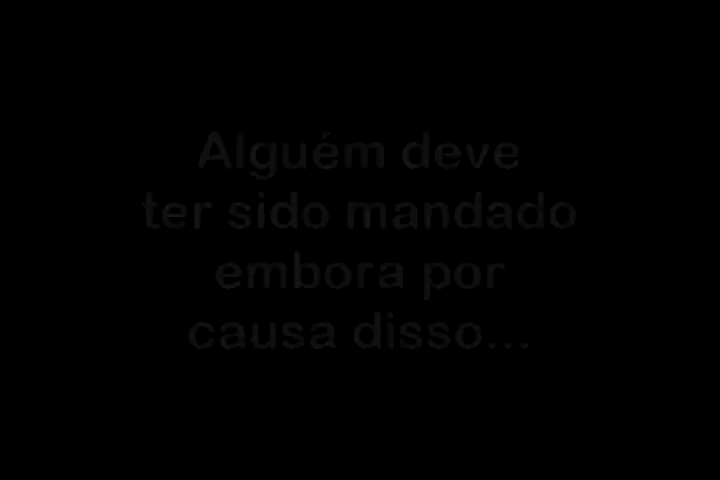 Alguém deve
ter sido mandado
embora por
causa disso...